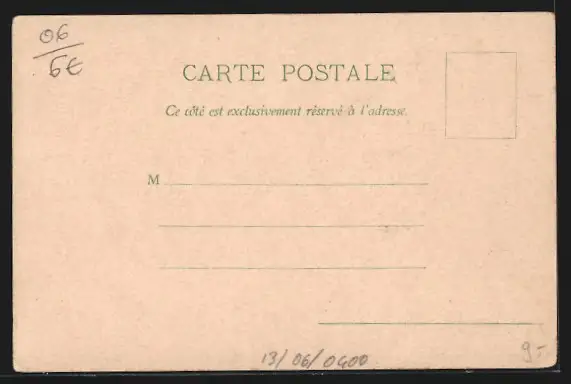 06
6€
CARTE POSTALE
Ce côté est exclusivement réservé à l'adresse.
M
13/06/0400
9-